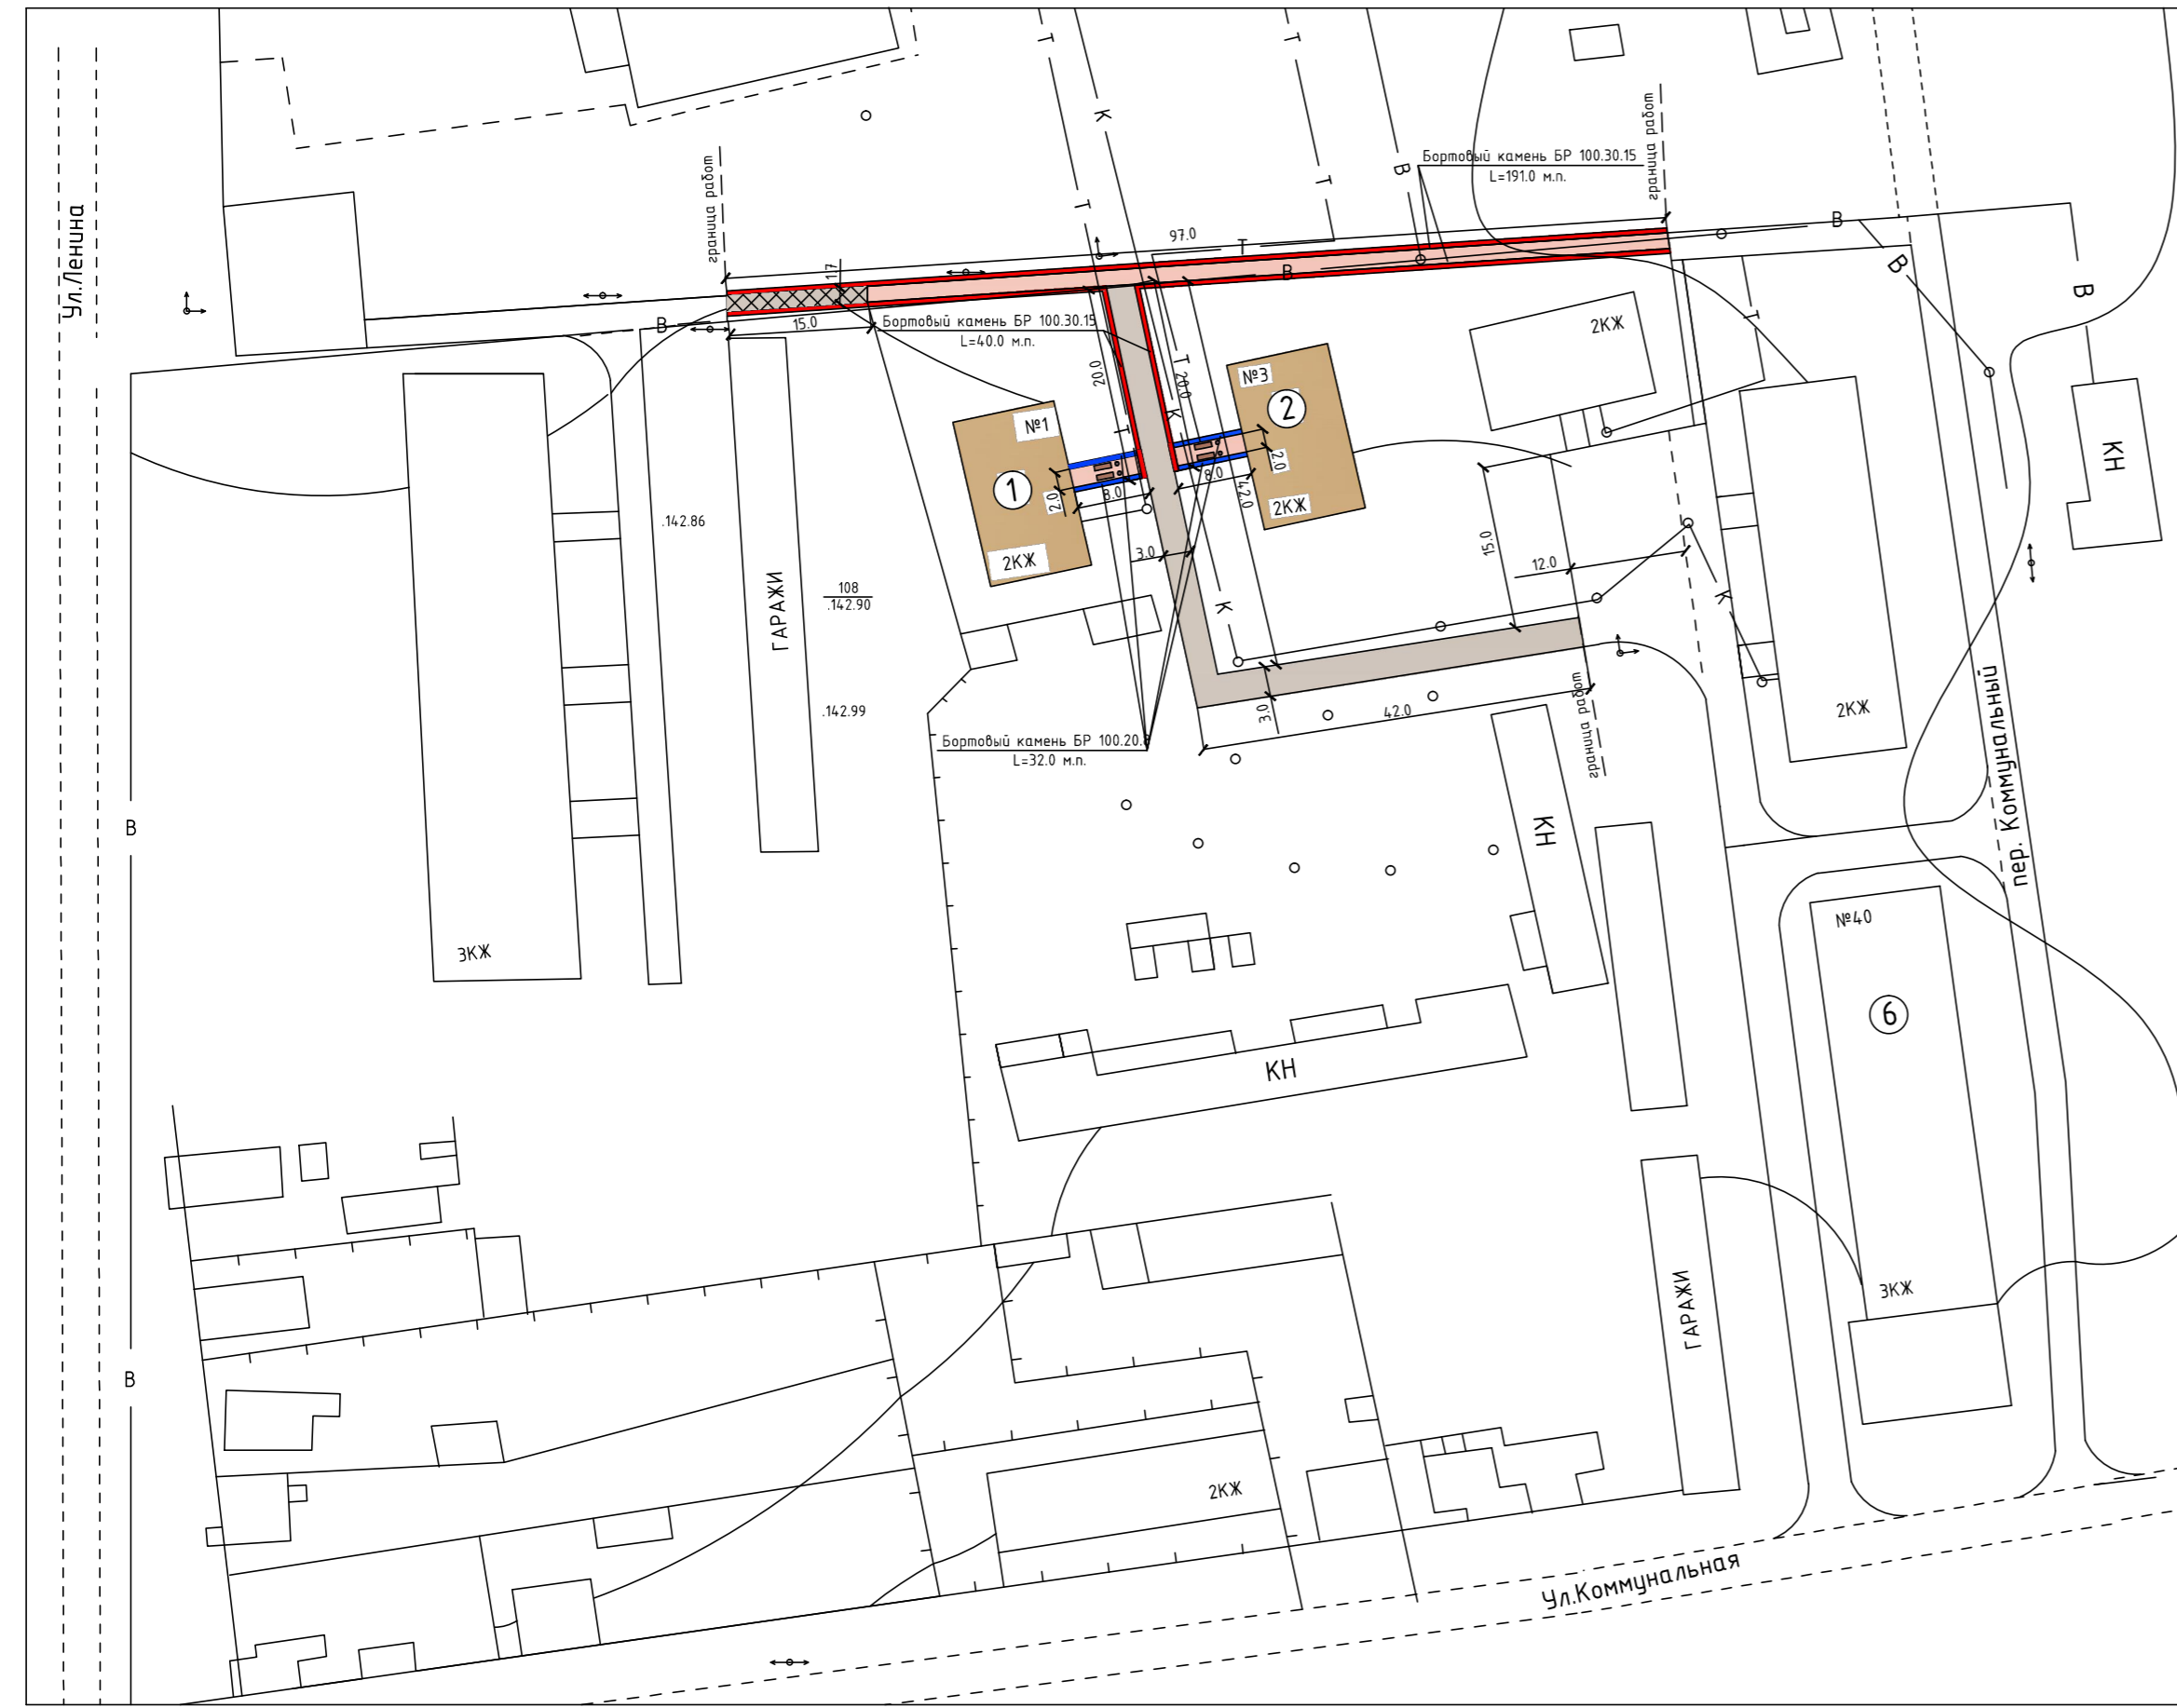 Ул.Ленина
граница работ
граница работ
Т
К
Т
Т
Т
К
В
Бортовый камень БР 100.30.15
L=191.0 м.п.
97.0
Т
В
В
В
В
1.7
15.0
В
Бортовый камень БР 100.30.15
L=40.0 м.п.
20.0
Т
20.0
К
Т
Т
№1
1
2КЖ
2.0
8.0
№3
2
2КЖ
8.0
2.0
42.0
2КЖ
КН
.142.86
108
.142.90
.142.99
ГАРАЖИ
3.0
К
15.0
12.0
К
3.0
42.0
граница работ
2КЖ
пер. Коммунальный
Бортовый камень БР 100.20.8
L=32.0 м.п.
В
3КЖ
КН
№40
6
КН
3КЖ
ГАРАЖИ
В
2КЖ
Ул.Коммунальная